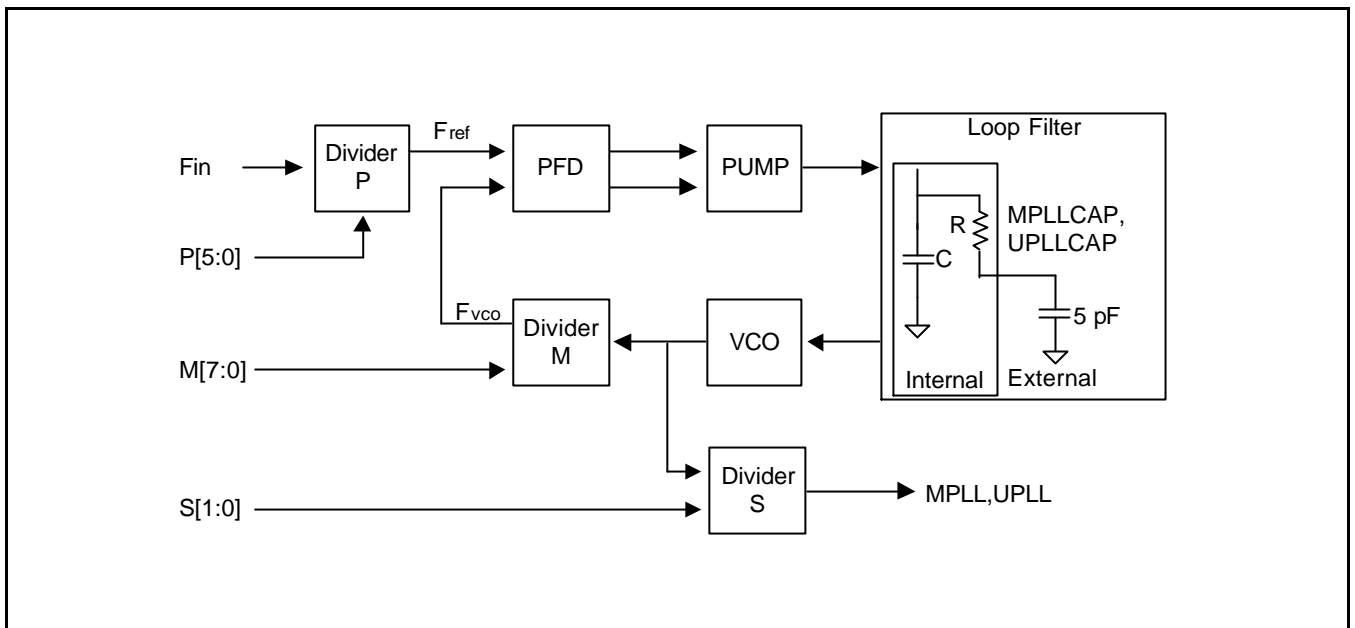 Loop Filter
Fref
Fin
Divider
P
PFD
PUMP
R
MPLLCAP,
UPLLCAP
P[5:0]
C
Fvco
Divider
M
VCO
5 pF
M[7:0]
Internal
External
Divider
S
S[1:0]
MPLL,UPLL